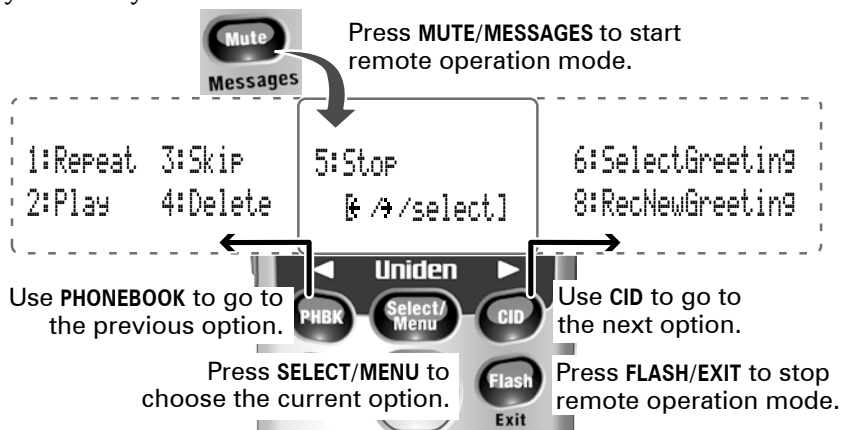 Mute
Messages
Press MUTE/MESSAGES to start
remote operation mode.
1:Repeat 3:Skip
2:Play 4:Delete
5:Stop
[←/→/select]
6:SelectGreeting
8:RecNewGreeting
Uniden
PHBK
Select/
Menu
CID
Use PHONEBOOK to go to
the previous option.
Use CID to go to
the next option.
Press SELECT/MENU to
choose the current option.
Flash
Exit
Press FLASH/EXIT to stop
remote operation mode.